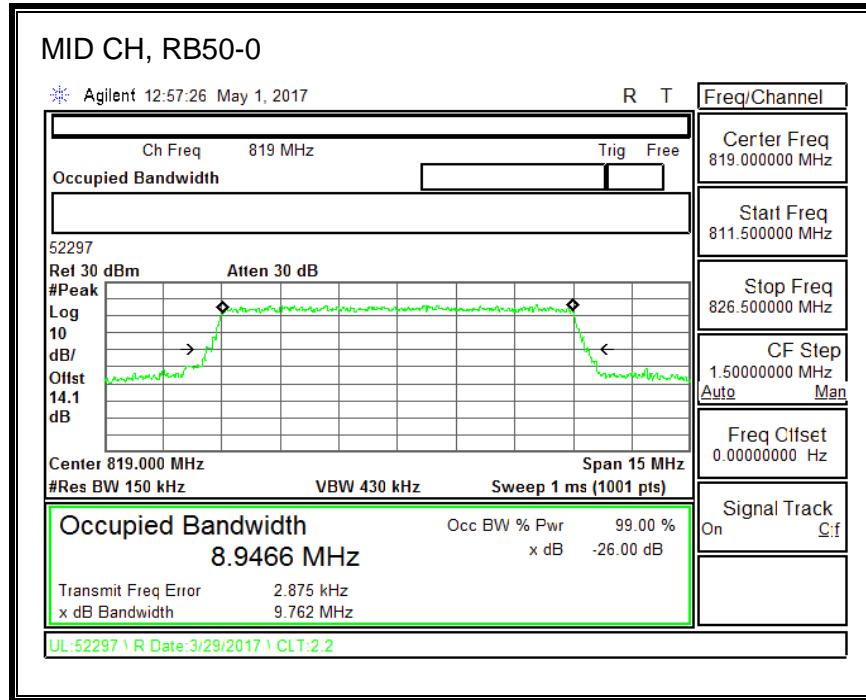 MID CH, RB50-0
Agilent 12:57:26 May 1, 2017 R T
Freq/Channel
Ch Freq 819 MHz Trig Free
Occupied Bandwidth
Center Freq
819.000000 MHz
Start Freq
811.500000 MHz
Stop Freq
826.500000 MHz
CF Step
1.50000000 MHz
Auto Man
Freq Offset
0.00000000 Hz
Signal Track
On Off
52297
Ref 30 dBm Atten 30 dB
#Peak
Log
10
dB/
Offst
14.1
dB
Center 819.000 MHz Span 15 MHz
#Res BW 150 kHz VBW 430 kHz Sweep 1 ms (1001 pts)
Occupied Bandwidth Occ BW % Pwr 99.00 %
8.9466 MHz x dB -26.00 dB
Transmit Freq Error 2.875 kHz
x dB Bandwidth 9.762 MHz
UL:52297 \ R Date:3/29/2017 \ CLT:2.2